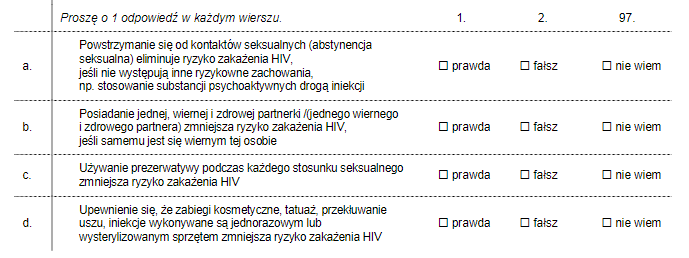 Proszę o 1 odpowiedź w każdym wierszu. 1. 2. 97.
a. Powstrzymanie się od kontaktów seksualnych (abstynencja
seksualna) eliminuje ryzyko zakażenia HIV,
jeśli nie występują inne ryzykowne zachowania,
np. stosowanie substancji psychoaktywnych drogą iniekcji
☐ prawda ☐ fałsz ☐ nie wiem
b. Posiadanie jednej, wiernej i zdrowej partnerki /(jednego wiernego
i zdrowego partnera) zmniejsza ryzyko zakażenia HIV,
jeśli samemu jest się wiernym tej osobie
☐ prawda ☐ fałsz ☐ nie wiem
c. Używanie prezerwatywy podczas każdego stosunku seksualnego
zmniejsza ryzyko zakażenia HIV
☐ prawda ☐ fałsz ☐ nie wiem
d. Upewnienie się, że zabiegi kosmetyczne, tatuaż, przekłuwanie
uszu, iniekcje wykonywane są jednorazowym lub
wysterylizowanym sprzętem zmniejsza ryzyko zakażenia HIV
☐ prawda ☐ fałsz ☐ nie wiem